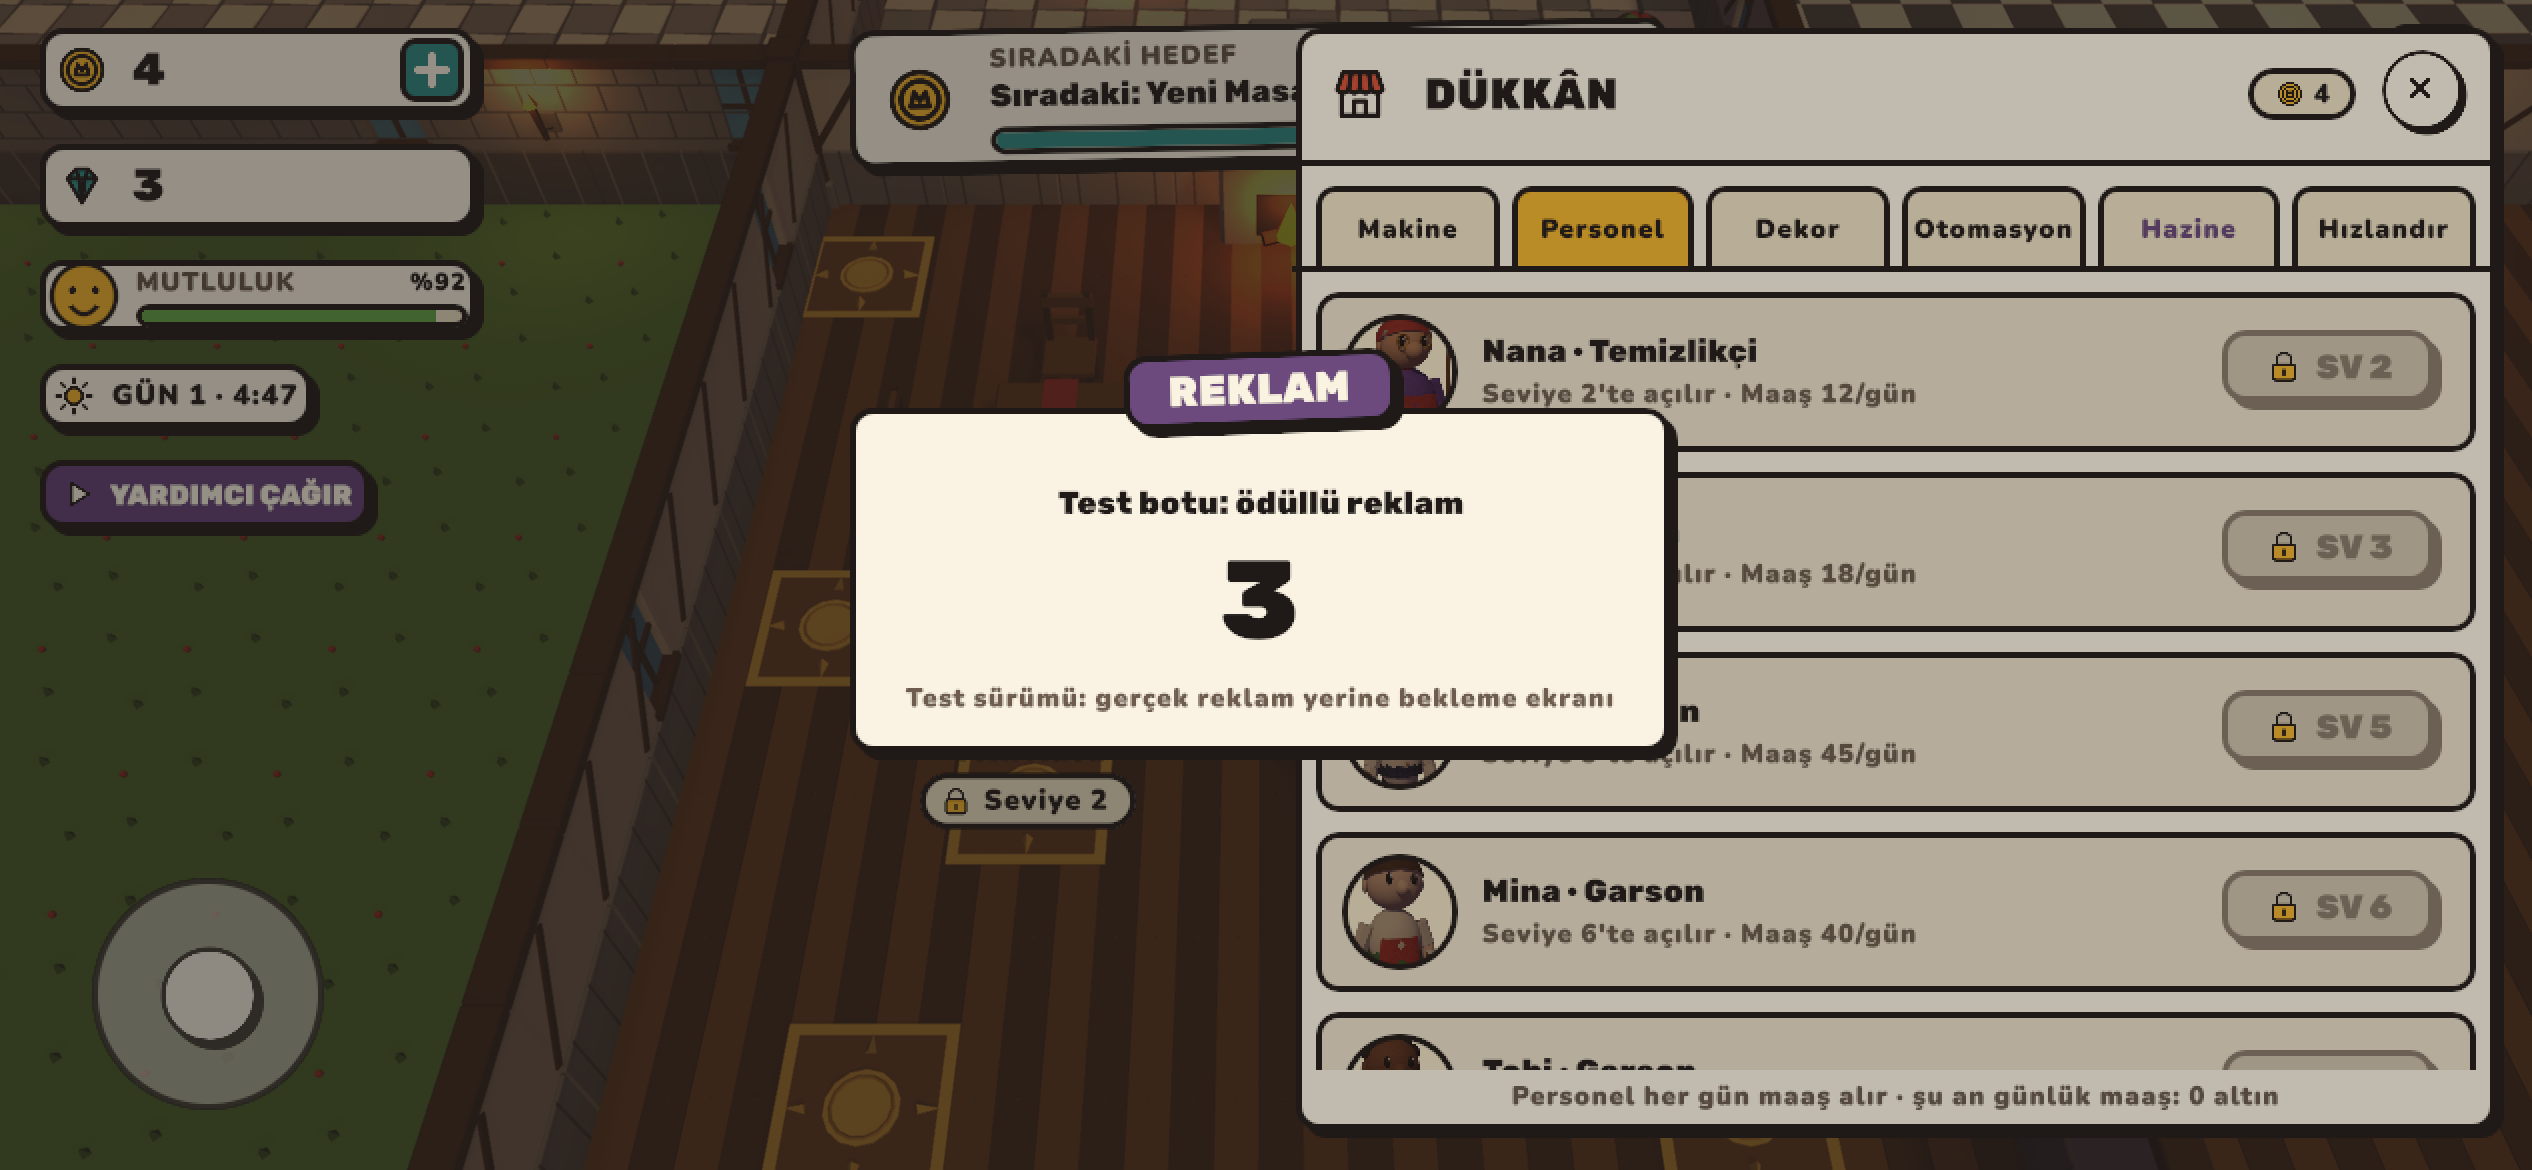 4
3
MUTLULUK %92
GÜN 1 · 4:47
YARDIMCI ÇAĞIR
SIRADAKİ HEDEF
Sıradaki: Yeni Masa
DÜKKÂN
4
Makine Personel Dekor Otomasyon Hazine Hızlandır
Nana · Temizlikçi
Seviye 2'te açılır · Maaş 12/gün
SV 2
REKLAM
Test botu: ödüllü reklam
3
Test sürümü: gerçek reklam yerine bekleme ekranı
Maaş 18/gün
SV 3
Maaş 45/gün
SV 5
Seviye 2
Mina · Garson
Seviye 6'te açılır · Maaş 40/gün
SV 6
Personel her gün maaş alır · şu an günlük maaş: 0 altın